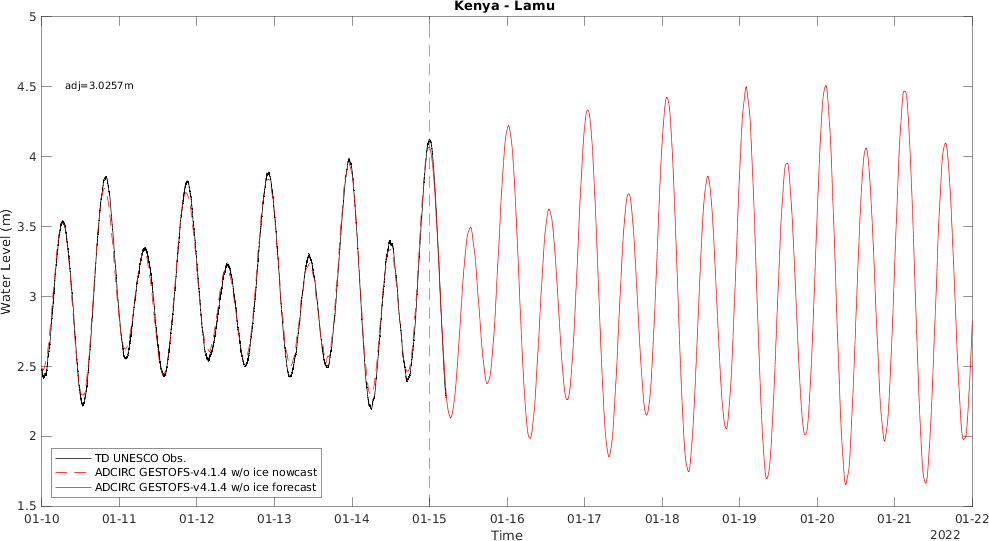 Kenya - Lamu
adj=3.0257m
Water Level (m)
5
4.5
4
3.5
3
2.5
2
1.5
TD UNESCO Obs.
ADCIRC GESTOFS-v4.1.4 w/o ice nowcast
ADCIRC GESTOFS-v4.1.4 w/o ice forecast
01-10 01-11 01-12 01-13 01-14 01-15 01-16 01-17 01-18 01-19 01-20 01-21 01-22
Time
2022